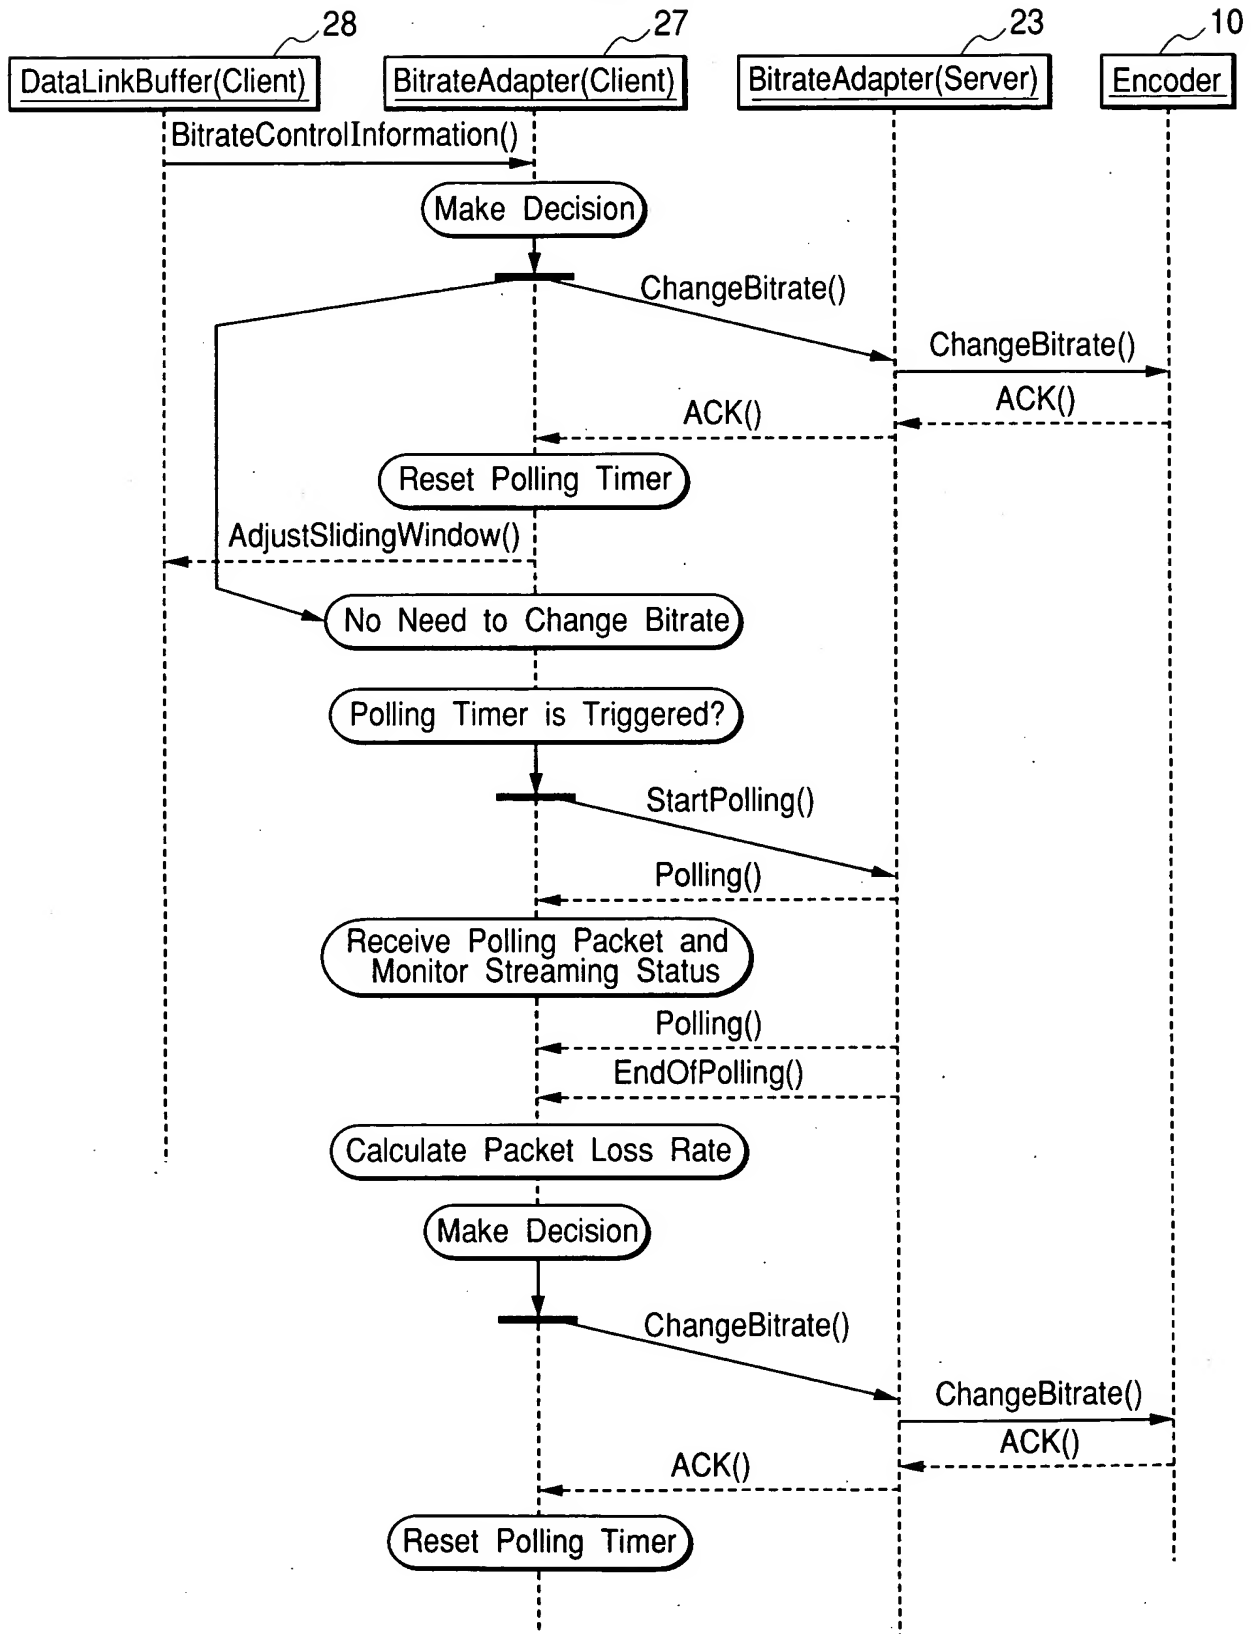 28
27
23
10
DataLinkBuffer(Client)
BitrateAdapter(Client)
BitrateAdapter(Server)
Encoder
BitrateControlInformation()
Make Decision
ChangeBitrate()
ChangeBitrate()
ACK()
ACK()
Reset Polling Timer
AdjustSlidingWindow()
No Need to Change Bitrate
Polling Timer is Triggered?
StartPolling()
Polling()
Receive Polling Packet and
Monitor Streaming Status
Polling()
EndOfPolling()
Calculate Packet Loss Rate
Make Decision
ChangeBitrate()
ChangeBitrate()
ACK()
ACK()
Reset Polling Timer